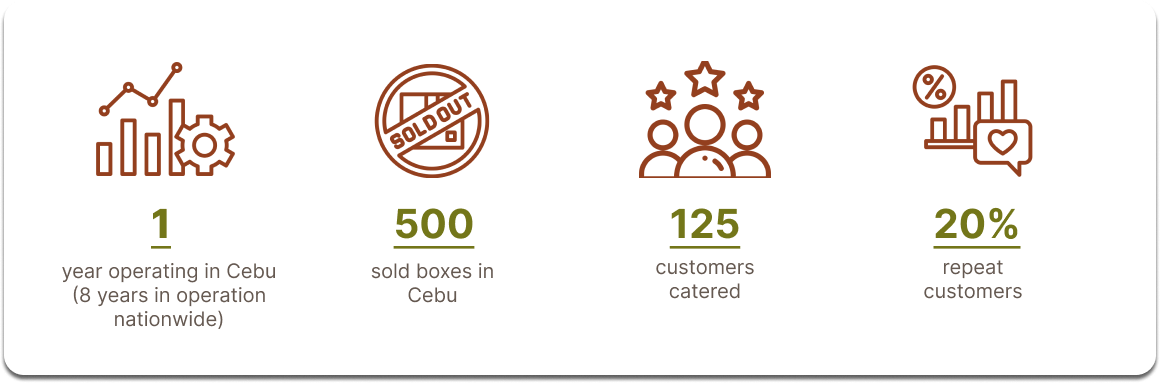 SOLD OUT
1
year operating in Cebu
(8 years in operation
nationwide)
500
sold boxes in
Cebu
125
customers
catered
%
20%
repeat
customers